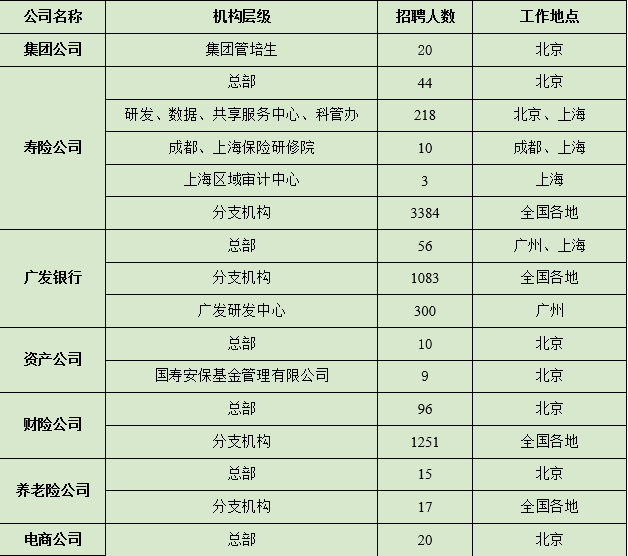 公司名称 机构层级 招聘人数 工作地点
集团公司 集团管培生 20 北京
寿险公司 总部 44 北京
研发、数据、共享服务中心、科管办 218 北京、上海
成都、上海保险研修院 10 成都、上海
上海区域审计中心 3 上海
分支机构 3384 全国各地
广发银行 总部 56 广州、上海
分支机构 1083 全国各地
广发研发中心 300 广州
资产公司 总部 10 北京
国寿安保基金管理有限公司 9 北京
财险公司 总部 96 北京
分支机构 1251 全国各地
养老险公司 总部 15 北京
分支机构 17 全国各地
电商公司 总部 20 北京